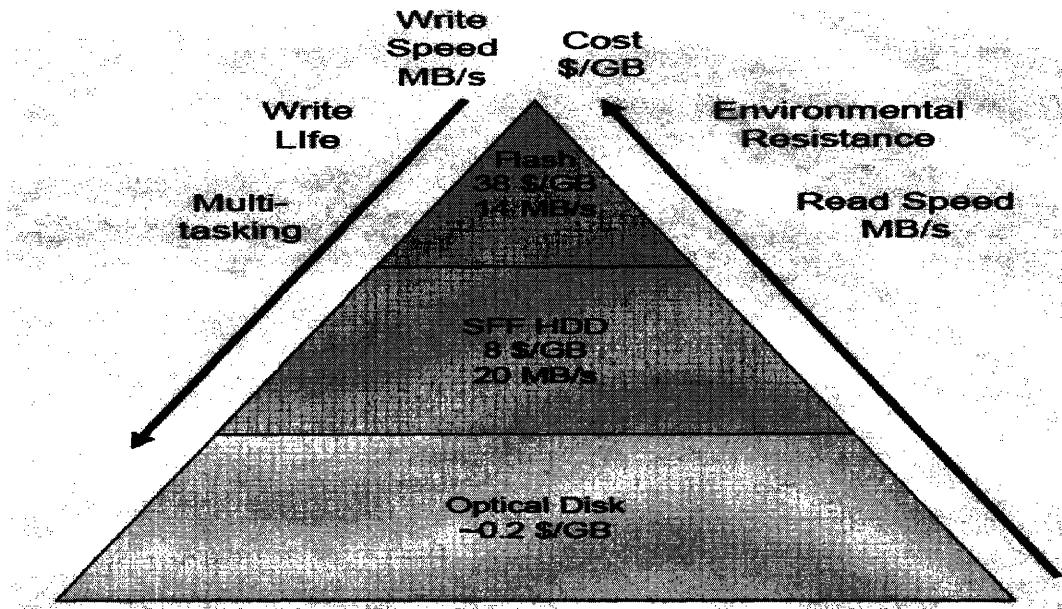 Write
Speed
MB/s
Cost
$/GB
Write
LIfe
Environmental
Resistance
Multi-
tasking
Read Speed
MB/s
Flash
38 $/GB
14 MB/s
SFF HDD
8 $/GB
20 MB/s
Optical Disk
~0.2 $/GB